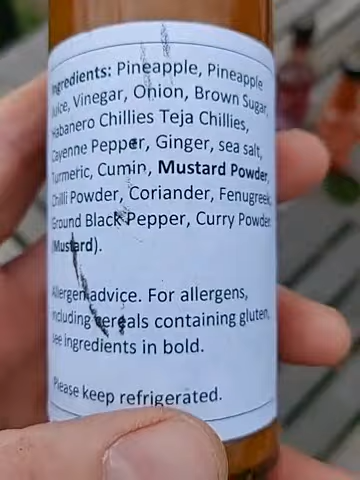 Ingredients: Pineapple, Pineapple
Juice, Vinegar, Onion, Brown Sugar,
Habanero Chillies Teja Chillies,
Cayenne Pepper, Ginger, sea salt,
Turmeric, Cumin, Mustard Powder,
Chilli Powder, Coriander, Fenugreek,
Ground Black Pepper, Curry Powder
(Mustard).
Allergen advice. For allergens,
including cereals containing gluten,
see ingredients in bold.
Please keep refrigerated.